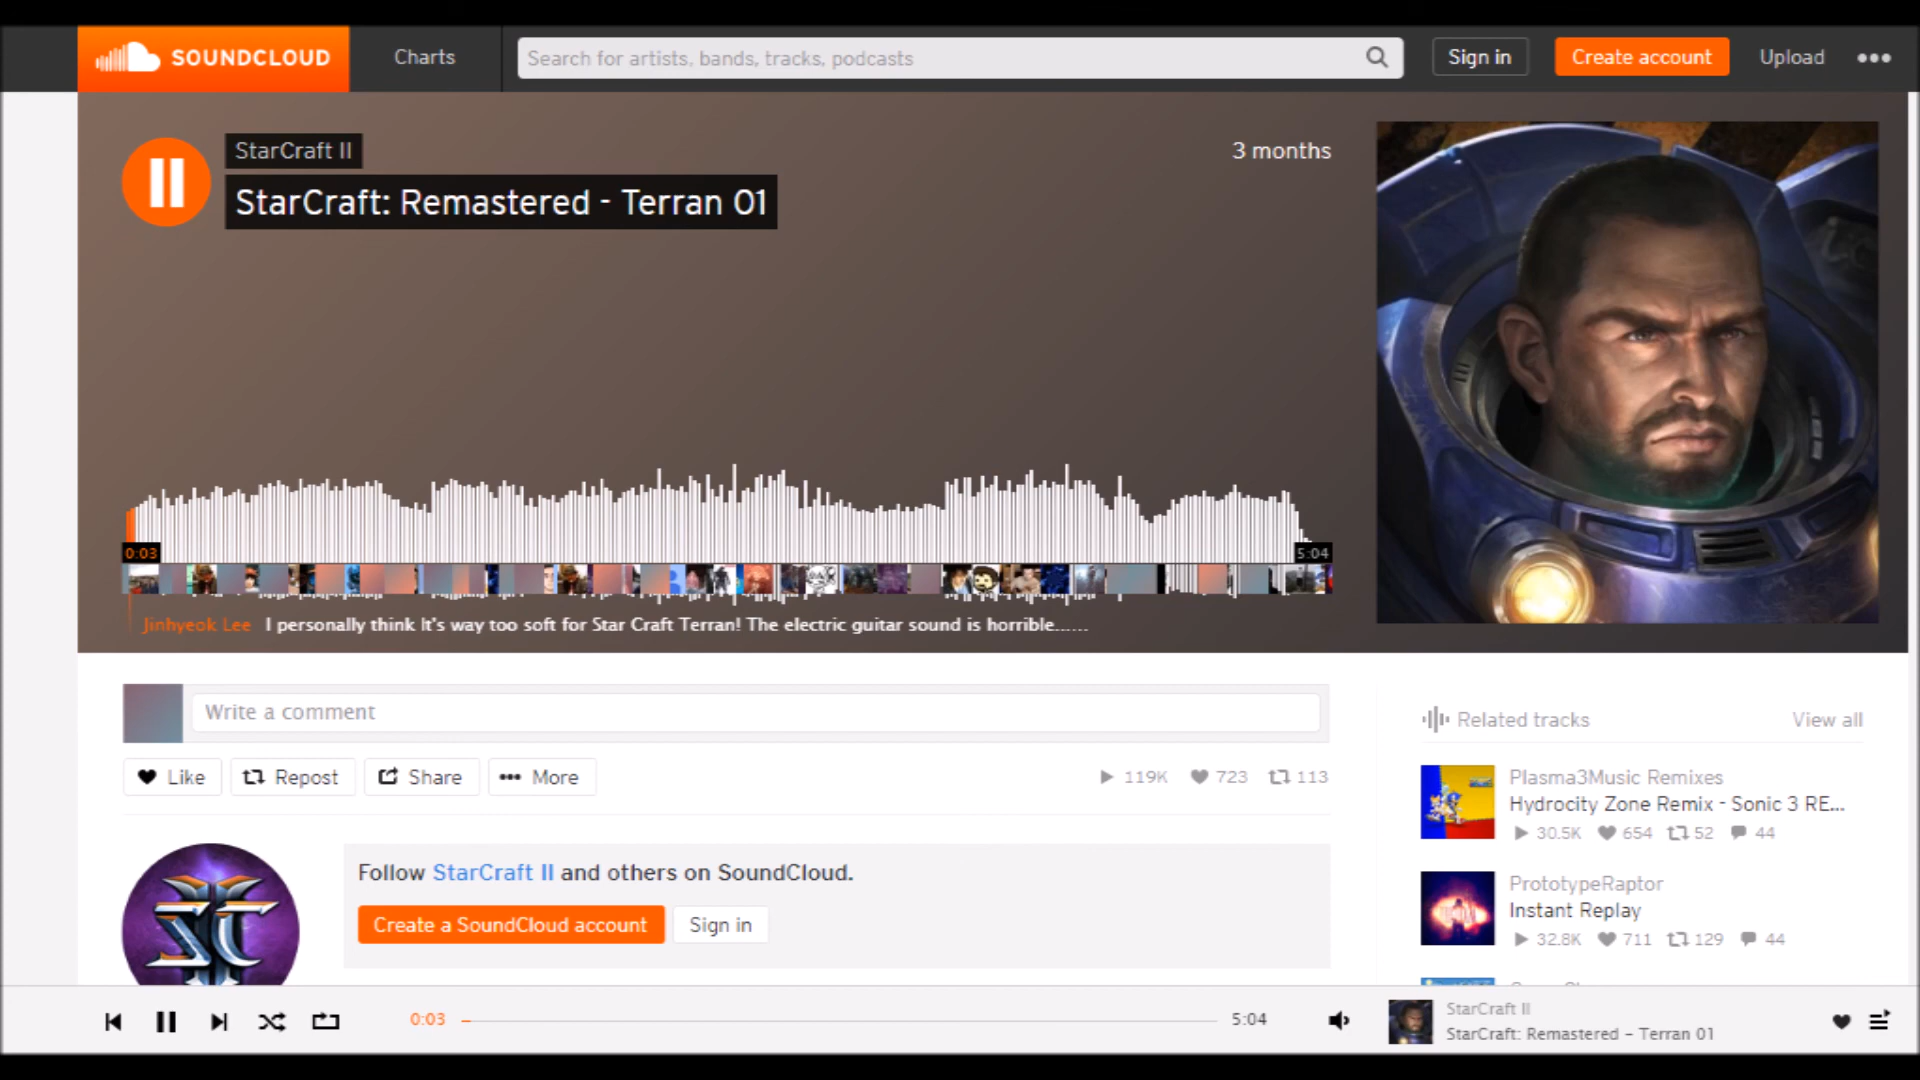 SOUNDCLOUD
Charts
Search for artists, bands, tracks, podcasts
Sign in
Create account
Upload
StarCraft II
3 months
StarCraft: Remastered - Terran 01
0:03
5:04
Jinhyeok Lee I personally think It's way too soft for Star Craft Terran! The electric guitar sound is horrible......
Write a comment
Like
Repost
Share
More
119K
723
113
Follow StarCraft II and others on SoundCloud.
Create a SoundCloud account
Sign in
Related tracks
View all
Plasma3Music Remixes
Hydrocity Zone Remix - Sonic 3 RE...
30.5K 654 52 44
PrototypeRaptor
Instant Replay
32.8K 711 129 44
0:03
5:04
StarCraft II
StarCraft: Remastered – Terran 01